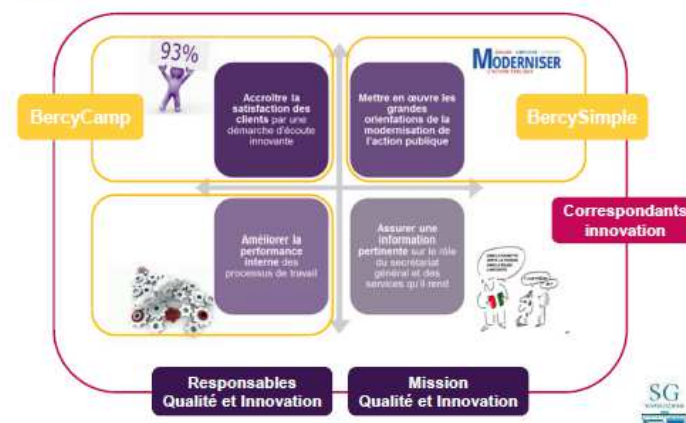 93%
MODERNISER
L'ACTION PUBLIQUE
BercyCamp
Accroître la
satisfaction des
clients par une
démarche d'écoute
innovante
Mettre en œuvre les
grandes
orientations de la
modernisation de
l'action publique
BercySimple
Correspondants
innovation
Améliorer la
performance
interne des
processus de travail
Assurer une
information
pertinente sur le rôle
du secrétariat
général et des
services qu'il rend
Responsables
Qualité et Innovation
Mission
Qualité et Innovation
SG